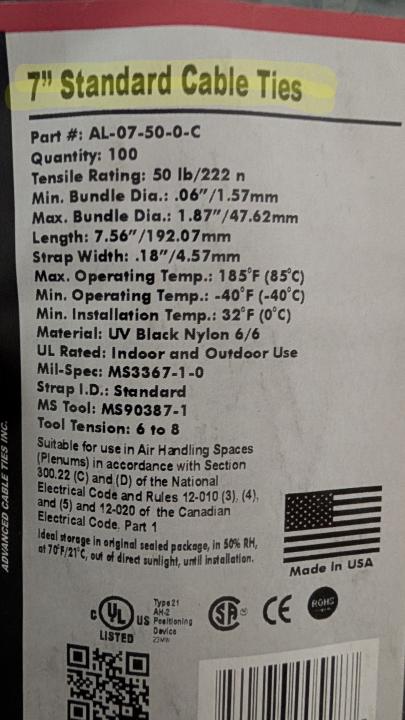 7” Standard Cable Ties
Part #: AL-07-50-0-C
Quantity: 100
Tensile Rating: 50 lb/222 n
Min. Bundle Dia.: .06”/1.57mm
Max. Bundle Dia.: 1.87”/47.62mm
Length: 7.56”/192.07mm
Strap Width: .18”/4.57mm
Max. Operating Temp.: 185°F (85°C)
Min. Operating Temp.: -40°F (-40°C)
Min. Installation Temp.: 32°F (0°C)
Material: UV Black Nylon 6/6
UL Rated: Indoor and Outdoor Use
Mil-Spec: MS3367-1-0
Strap I.D.: Standard
MS Tool: MS90387-1
Tool Tension: 6 to 8
Suitable for use in Air Handling Spaces
(Plenums) in accordance with Section
300.22 (C) and (D) of the National
Electrical Code and Rules 12-010 (3), (4),
and (5) and 12-020 of the Canadian
Electrical Code, Part 1
Ideal storage in original sealed package, in 50% RH,
at 70°F/21°C, out of direct sunlight, until installation.
Made in USA
ADVANCED CABLE TIES INC.
C UL US
LISTED
Type 21
AH-2
Positioning
Device
23MW
SA
CE
ROHS